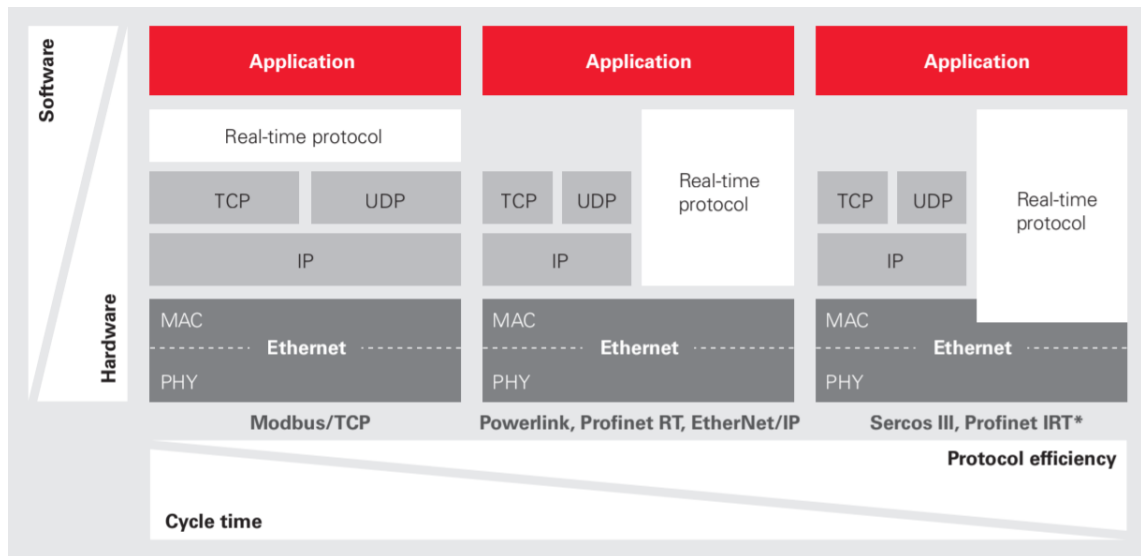 Software
Hardware
Application
Real-time protocol
TCP
UDP
IP
MAC
Ethernet
PHY
Modbus/TCP
Application
TCP
UDP
Real-time
protocol
IP
MAC
Ethernet
PHY
Powerlink, Profinet RT, EtherNet/IP
Application
TCP
UDP
Real-time
protocol
IP
MAC
Ethernet
PHY
Sercos III, Profinet IRT*
Protocol efficiency
Cycle time